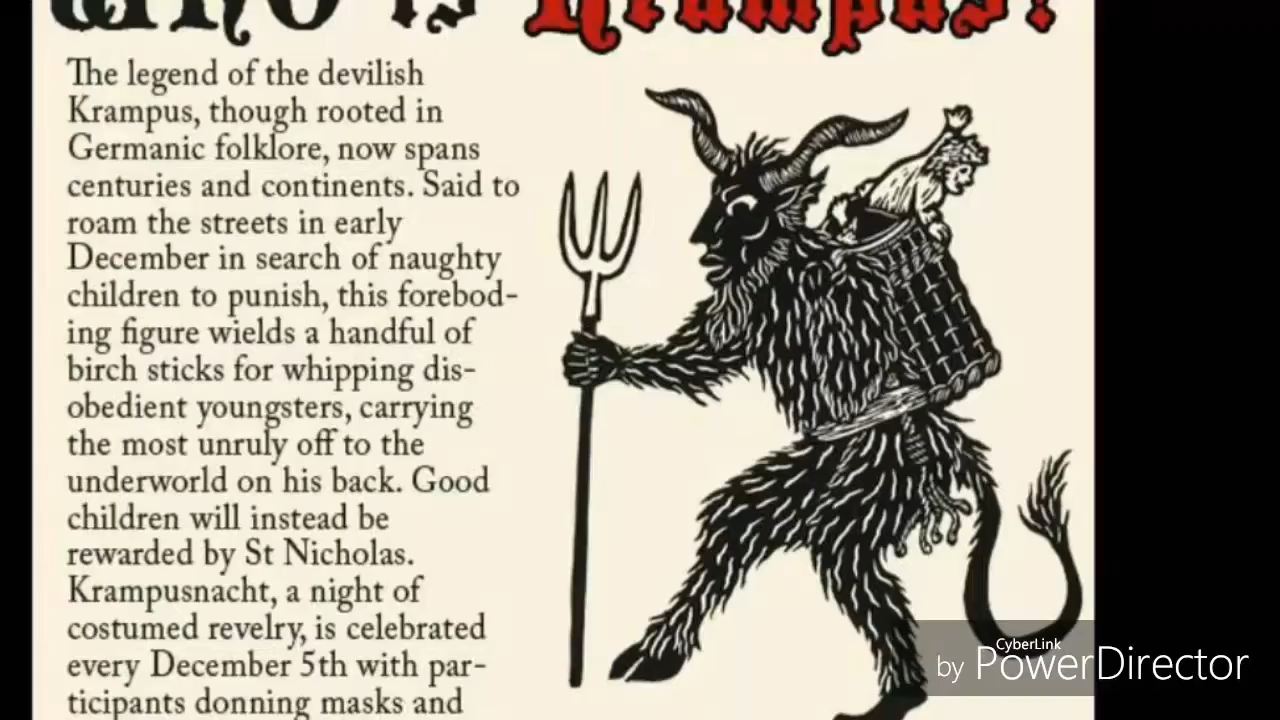 Who is Krampus?
The legend of the devilish
Krampus, though rooted in
Germanic folklore, now spans
centuries and continents. Said to
roam the streets in early
December in search of naughty
children to punish, this forebod-
ing figure wields a handful of
birch sticks for whipping dis-
obedient youngsters, carrying
the most unruly off to the
underworld on his back. Good
children will instead be
rewarded by St Nicholas.
Krampusnacht, a night of
costumed revelry, is celebrated
every December 5th with par-
ticipants donning masks and
CyberLink
by PowerDirector